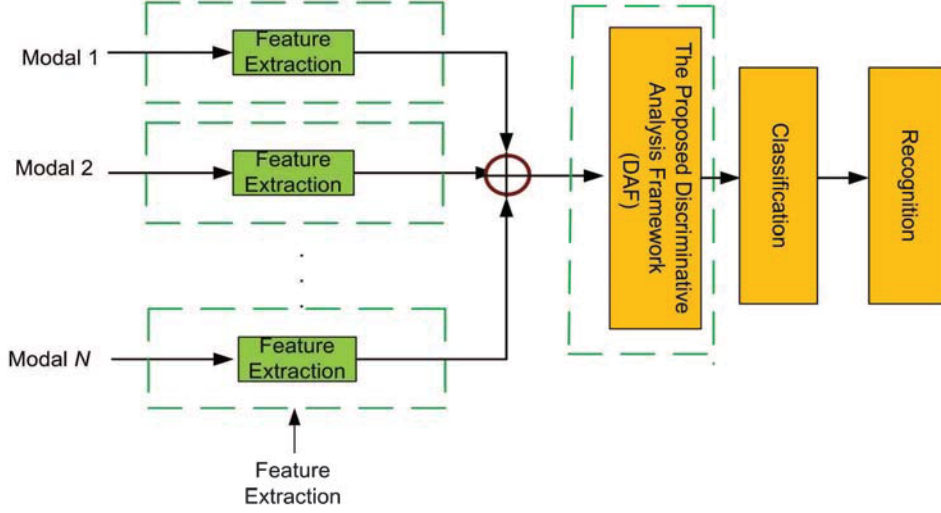 Modal 1
Feature
Extraction
Modal 2
Feature
Extraction
.
.
.
Modal N
Feature
Extraction
Feature
Extraction
The Proposed Discriminative
Analysis Framework
(DAF)
Classification
Recognition